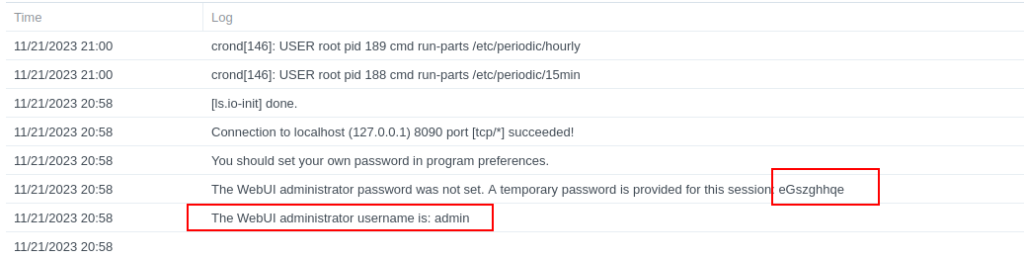 Time Log
11/21/2023 21:00 crond[146]: USER root pid 189 cmd run-parts /etc/periodic/hourly
11/21/2023 21:00 crond[146]: USER root pid 188 cmd run-parts /etc/periodic/15min
11/21/2023 20:58 [ls.io-init] done.
11/21/2023 20:58 Connection to localhost (127.0.0.1) 8090 port [tcp/*] succeeded!
11/21/2023 20:58 You should set your own password in program preferences.
11/21/2023 20:58 The WebUI administrator password was not set. A temporary password is provided for this session: eGszghhqe
11/21/2023 20:58 The WebUI administrator username is: admin
11/21/2023 20:58